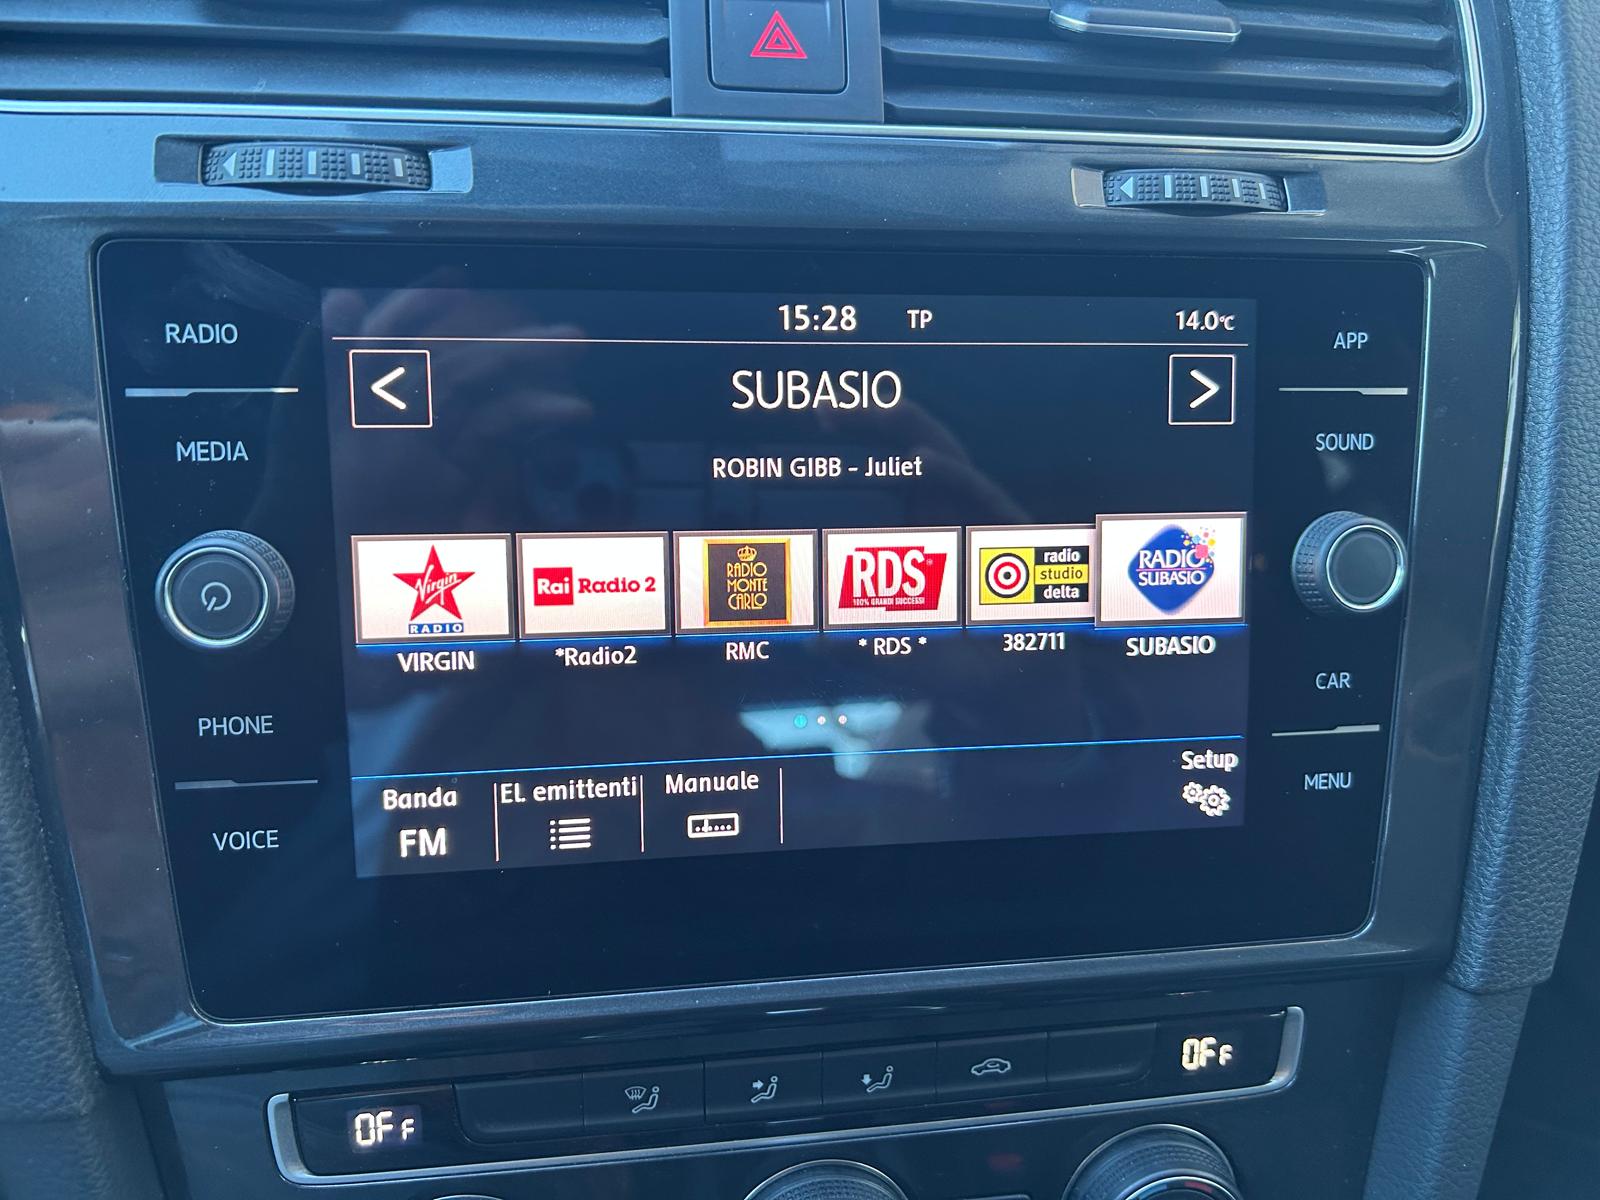 RADIO
MEDIA
PHONE
VOICE
15:28 TP 14.0°C
< SUBASIO >
ROBIN GIBB - Juliet
Virgin
RADIO
Rai Radio 2
RADIO
MONTE
CARLO
RDS
100% GRANDI SUCCESSI
radio
studio
delta
RADIO
SUBASIO
VIRGIN
*Radio2
RMC
* RDS *
382711
SUBASIO
Banda
FM
El. emittenti
Manuale
Setup
APP
SOUND
CAR
MENU
OFF
OFF